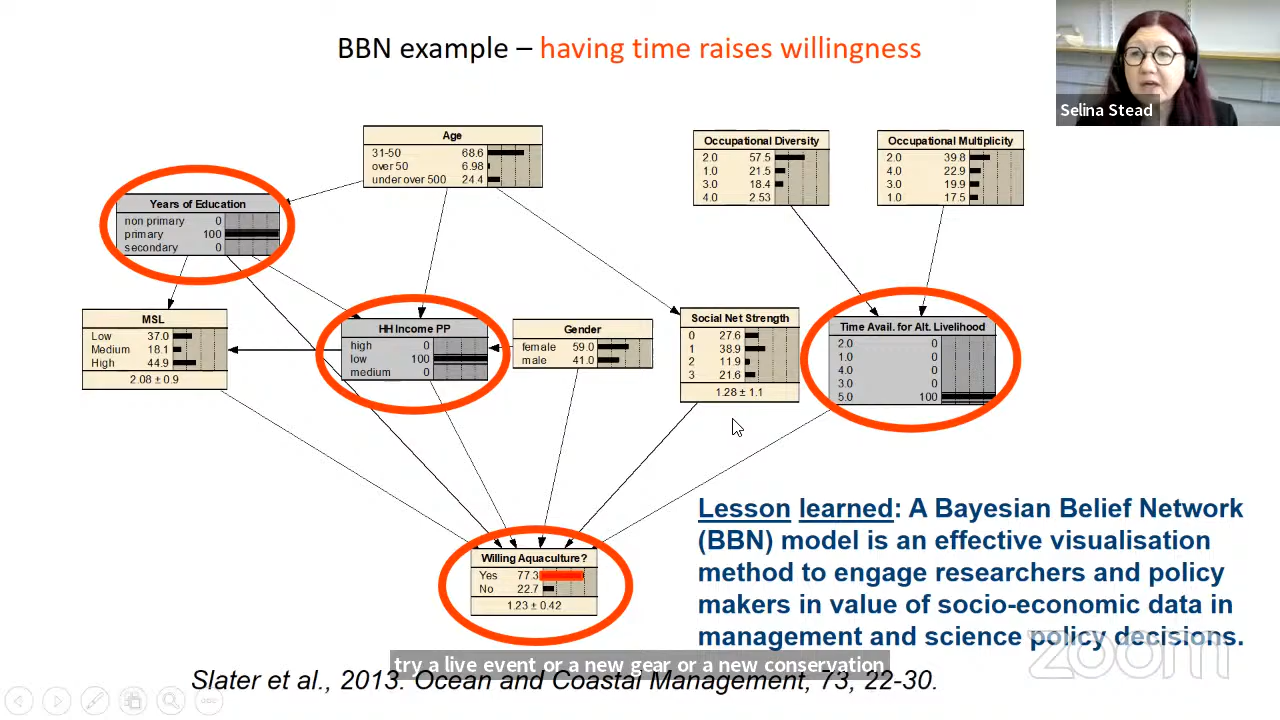 BBN example – having time raises willingness
Selina Stead
Age
31-50 68.6
over 50 6.98
under over 500 24.4
Occupational Diversity
2.0 57.5
1.0 21.5
3.0 18.4
4.0 2.53
Occupational Multiplicity
2.0 39.8
4.0 22.9
3.0 19.9
1.0 17.5
Years of Education
non primary 0
primary 100
secondary 0
MSL
Low 37.0
Medium 18.1
High 44.9
2.08 ± 0.9
HH Income PP
high 0
low 100
medium 0
Gender
female 59.0
male 41.0
Social Net Strength
0 27.6
1 38.9
2 11.9
3 21.6
1.28 ± 1.1
Time Avail. for Alt. Livelihood
2.0 0
1.0 0
4.0 0
3.0 0
5.0 100
Willing Aquaculture?
Yes 77.3
No 22.7
1.23 ± 0.42
Lesson learned: A Bayesian Belief Network
(BBN) model is an effective visualisation
method to engage researchers and policy
makers in value of socio-economic data in
management and science policy decisions.
zoom
try a live event or a new gear or a new conservation
Slater et al., 2013. Ocean and Coastal Management, 73, 22-30.